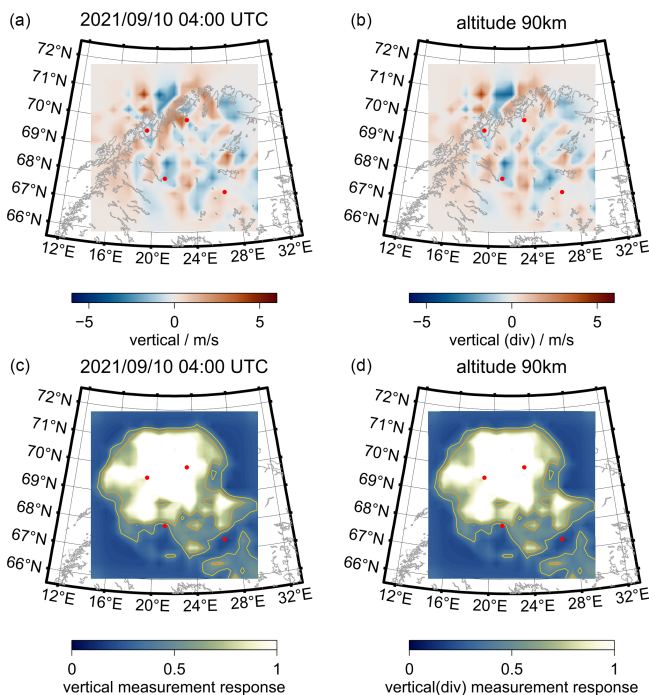 (a) 2021/09/10 04:00 UTC
72°N
71°N
70°N
69°N
68°N
67°N
66°N
12°E 16°E 20°E 24°E 28°E 32°E
−5 0 5
vertical / m/s
(b) altitude 90km
72°N
71°N
70°N
69°N
68°N
67°N
66°N
12°E 16°E 20°E 24°E 28°E 32°E
−5 0 5
vertical (div) / m/s
(c) 2021/09/10 04:00 UTC
72°N
71°N
70°N
69°N
68°N
67°N
66°N
12°E 16°E 20°E 24°E 28°E 32°E
0 0.5 1
vertical measurement response
(d) altitude 90km
72°N
71°N
70°N
69°N
68°N
67°N
66°N
12°E 16°E 20°E 24°E 28°E 32°E
0 0.5 1
vertical(div) measurement response